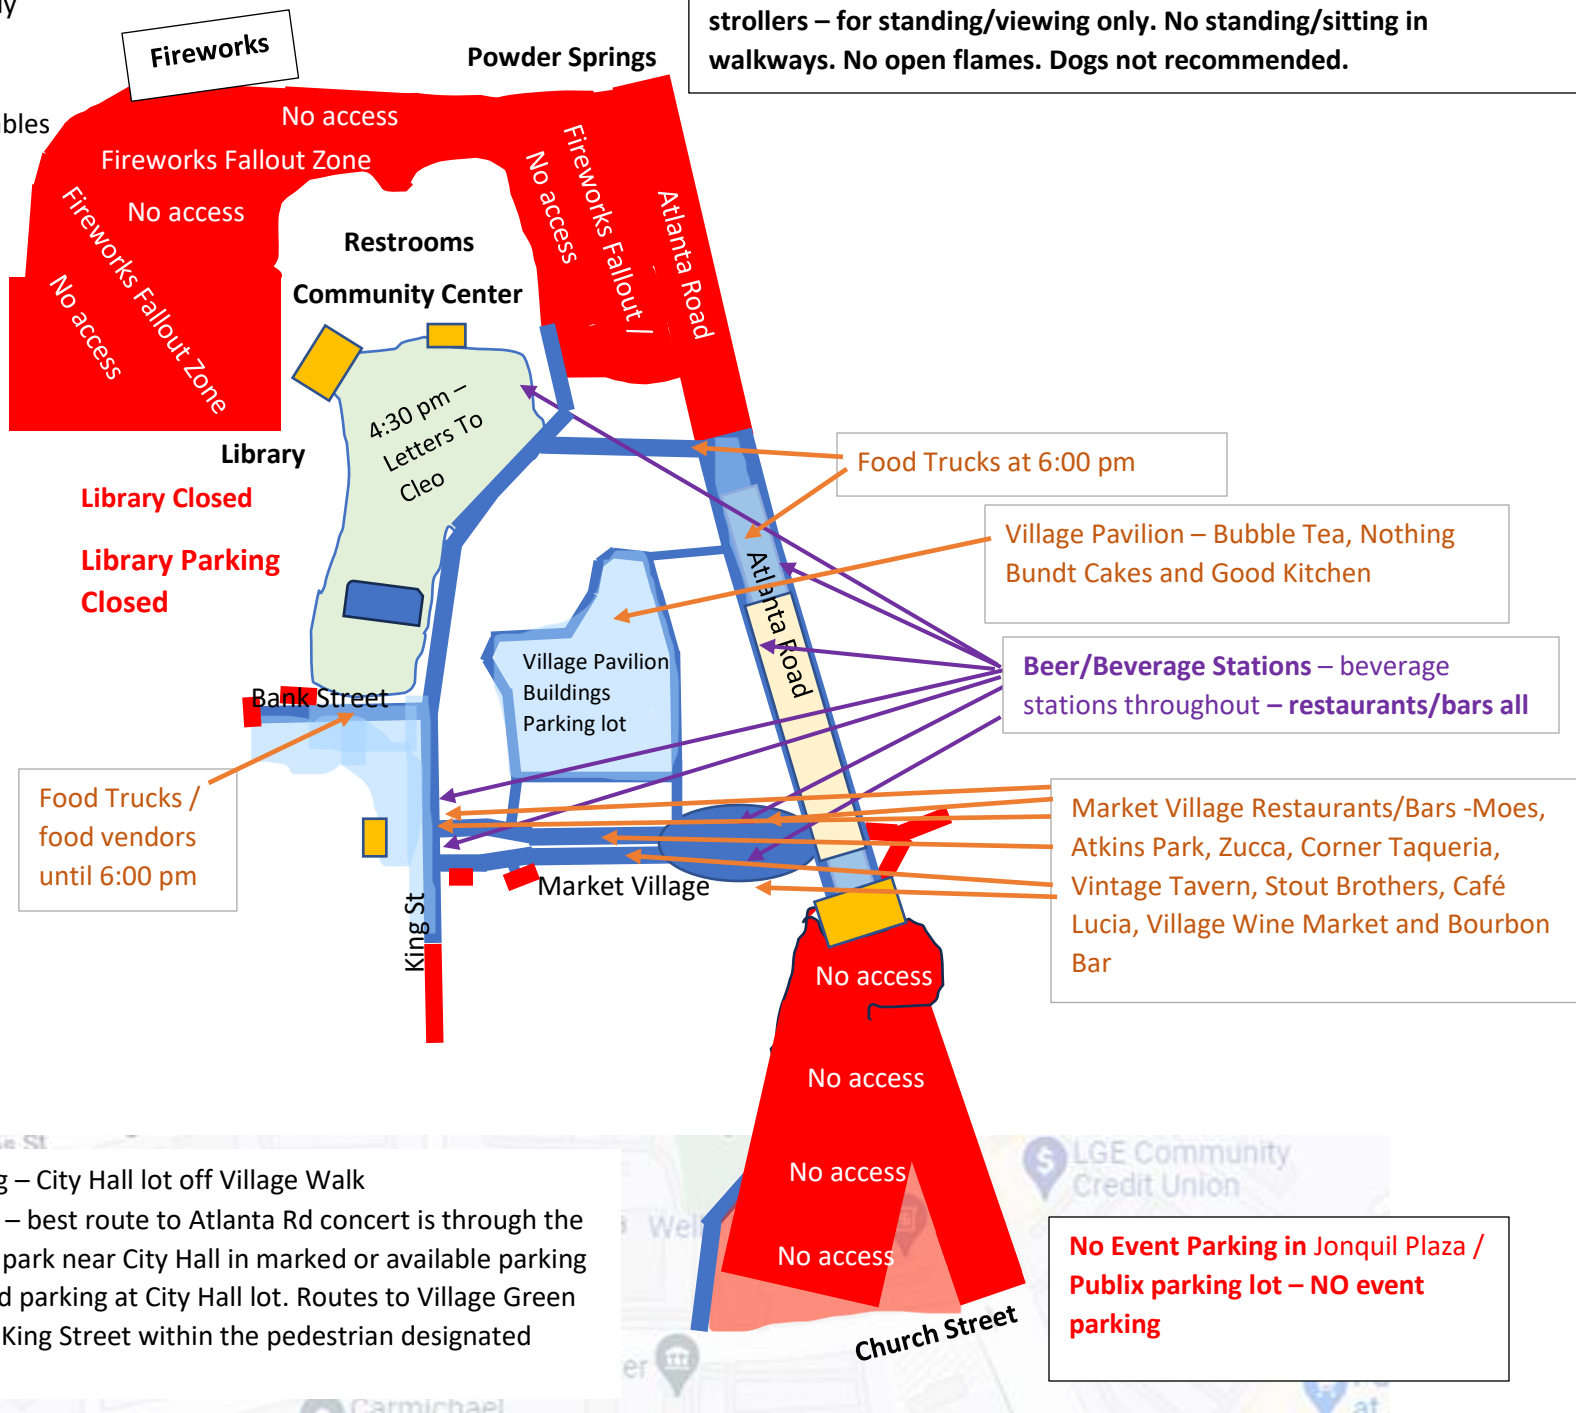 strollers – for standing/viewing only. No standing/sitting in
walkways. No open flames. Dogs not recommended.
Fireworks
Powder Springs
No access
Fireworks Fallout Zone
No access
Fireworks Fallout Zone
No access
Fireworks Fallout /
No access
Atlanta Road
Restrooms
Community Center
4:30 pm –
Letters To
Cleo
Library
Library Closed
Library Parking
Closed
Food Trucks at 6:00 pm
Village Pavilion – Bubble Tea, Nothing
Bundt Cakes and Good Kitchen
Atlanta Road
Village Pavilion
Buildings
Parking lot
Beer/Beverage Stations – beverage
stations throughout – restaurants/bars all
Bank Street
Food Trucks /
food vendors
until 6:00 pm
Market Village Restaurants/Bars -Moes,
Atkins Park, Zucca, Corner Taqueria,
Vintage Tavern, Stout Brothers, Café
Lucia, Village Wine Market and Bourbon
Bar
Market Village
King St
No access
No access
No access
No access
Church Street
– City Hall lot off Village Walk
– best route to Atlanta Rd concert is through the
park near City Hall in marked or available parking
parking at City Hall lot. Routes to Village Green
King Street within the pedestrian designated
LGE Community
Credit Union
No Event Parking in Jonquil Plaza /
Publix parking lot – NO event
parking
Carmichael
at